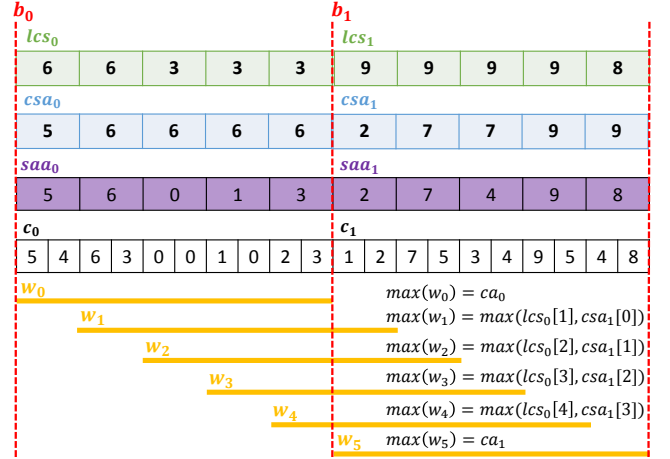 b₀ b₁
lcs₀ lcs₁
6 6 3 3 3 9 9 9 9 8
csa₀ csa₁
5 6 6 6 6 2 7 7 9 9
saa₀ saa₁
5 6 0 1 3 2 7 4 9 8
c₀ c₁
5 4 6 3 0 0 1 0 2 3 1 2 7 5 3 4 9 5 4 8
w₀ max(w₀) = ca₀
w₁ max(w₁) = max(lcs₀[1], csa₁[0])
w₂ max(w₂) = max(lcs₀[2], csa₁[1])
w₃ max(w₃) = max(lcs₀[3], csa₁[2])
w₄ max(w₄) = max(lcs₀[4], csa₁[3])
w₅ max(w₅) = ca₁